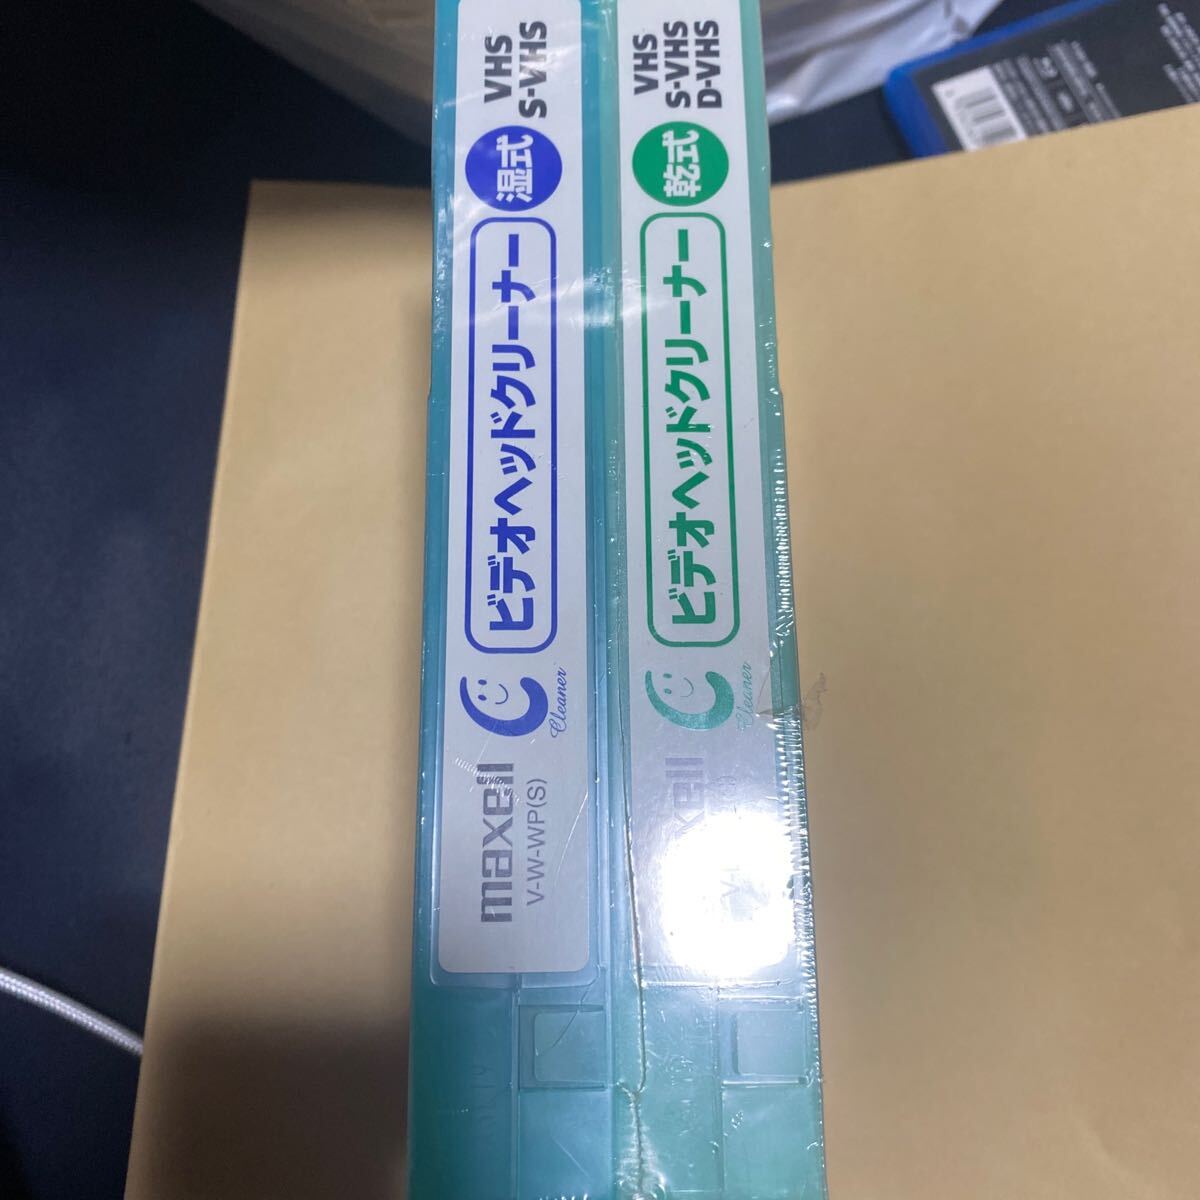 maxell
V-W-WP(S)
Cleaner
ビデオヘッドクリーナー
湿式
VHS
S-VHS
Cleaner
ビデオヘッドクリーナー
乾式
VHS
S-VHS
D-VHS